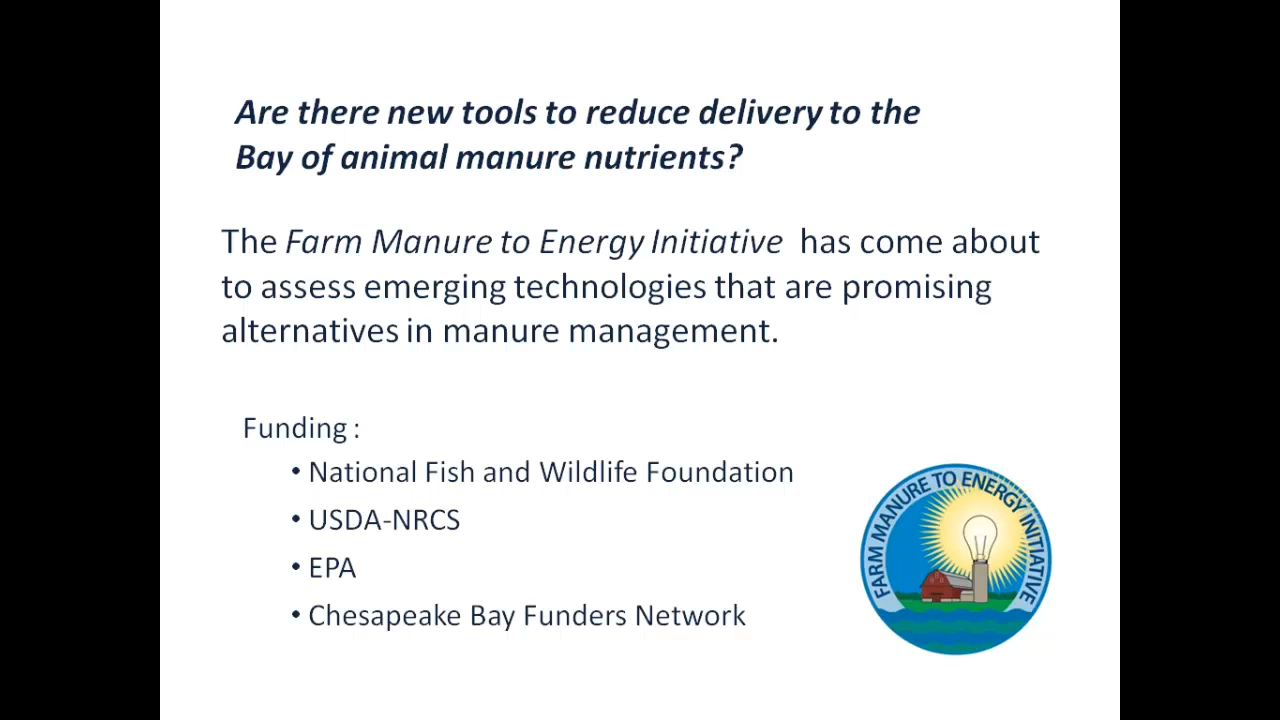 Are there new tools to reduce delivery to the
Bay of animal manure nutrients?
The Farm Manure to Energy Initiative has come about
to assess emerging technologies that are promising
alternatives in manure management.
Funding :
• National Fish and Wildlife Foundation
• USDA-NRCS
• EPA
• Chesapeake Bay Funders Network
FARM MANURE TO ENERGY INITIATIVE